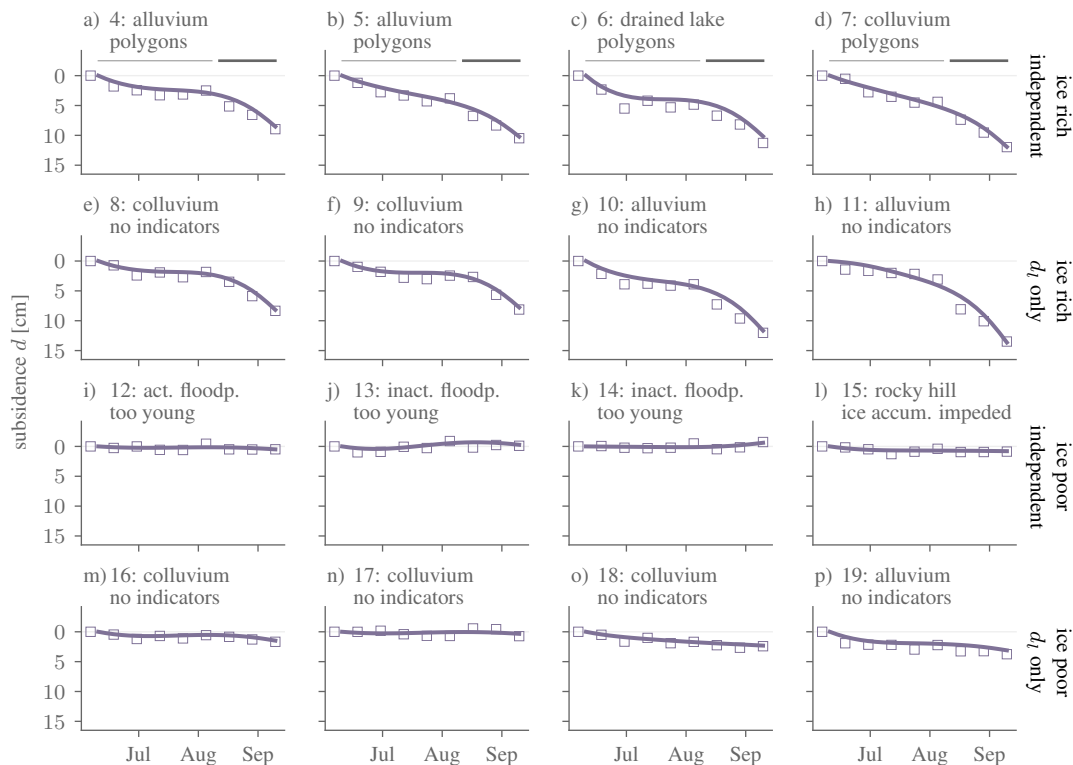 a) 4: alluvium
polygons
b) 5: alluvium
polygons
c) 6: drained lake
polygons
d) 7: colluvium
polygons
0
5
10
15
ice rich
independent
e) 8: colluvium
no indicators
f) 9: colluvium
no indicators
g) 10: alluvium
no indicators
h) 11: alluvium
no indicators
0
5
10
15
ice rich
d_l only
subsidence d [cm]
i) 12: act. floodp.
too young
j) 13: inact. floodp.
too young
k) 14: inact. floodp.
too young
l) 15: rocky hill
ice accum. impeded
0
5
10
15
ice poor
independent
m) 16: colluvium
no indicators
n) 17: colluvium
no indicators
o) 18: colluvium
no indicators
p) 19: alluvium
no indicators
0
5
10
15
ice poor
d_l only
Jul Aug Sep
Jul Aug Sep
Jul Aug Sep
Jul Aug Sep